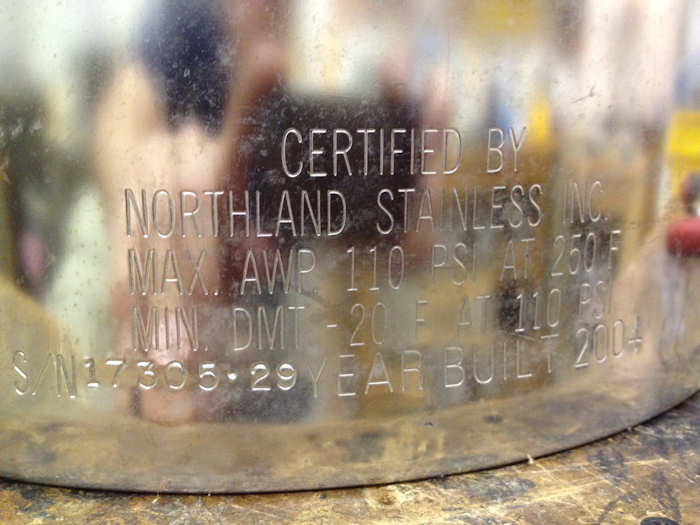 CERTIFIED BY
NORTHLAND STAINLESS INC.
MAX. AWP. 110 PSI AT 250°F
MIN. DMT - 20 F AT 110 PSI
S/N 17305·29 YEAR BUILT 2004